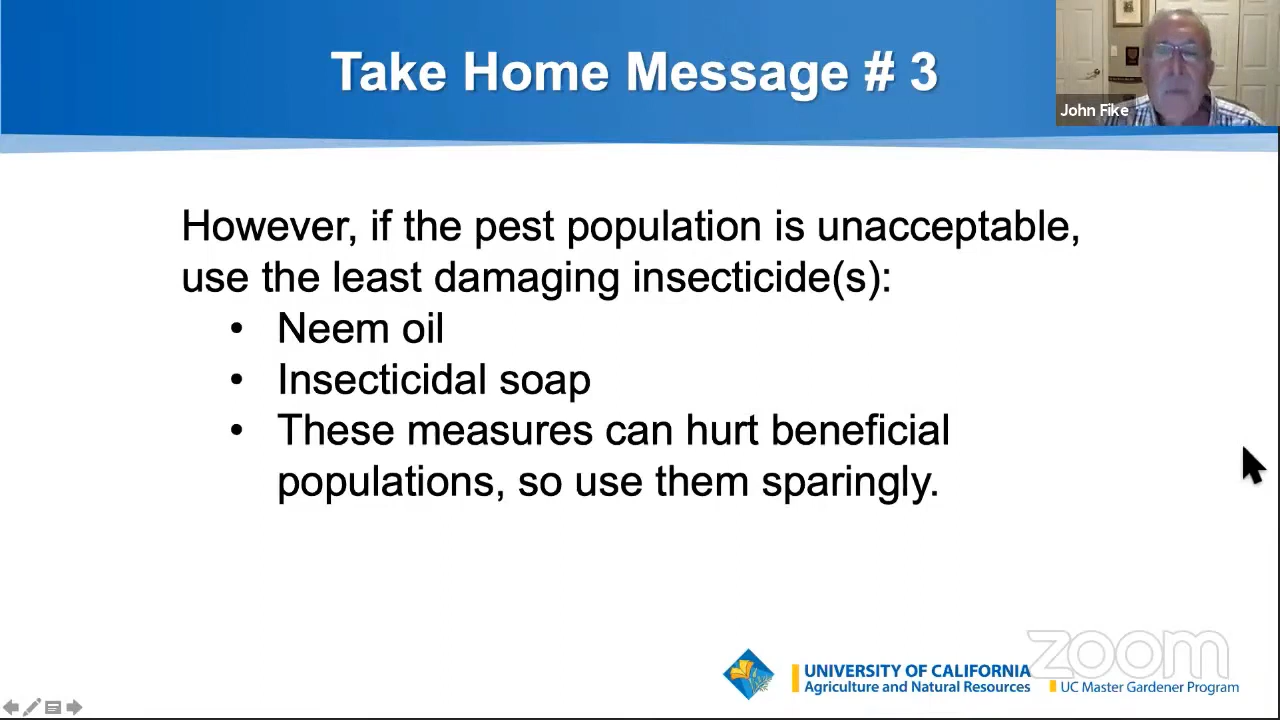 Take Home Message # 3
John Fike
However, if the pest population is unacceptable,
use the least damaging insecticide(s):
• Neem oil
• Insecticidal soap
• These measures can hurt beneficial
populations, so use them sparingly.
zoom
UNIVERSITY OF CALIFORNIA
Agriculture and Natural Resources
UC Master Gardener Program